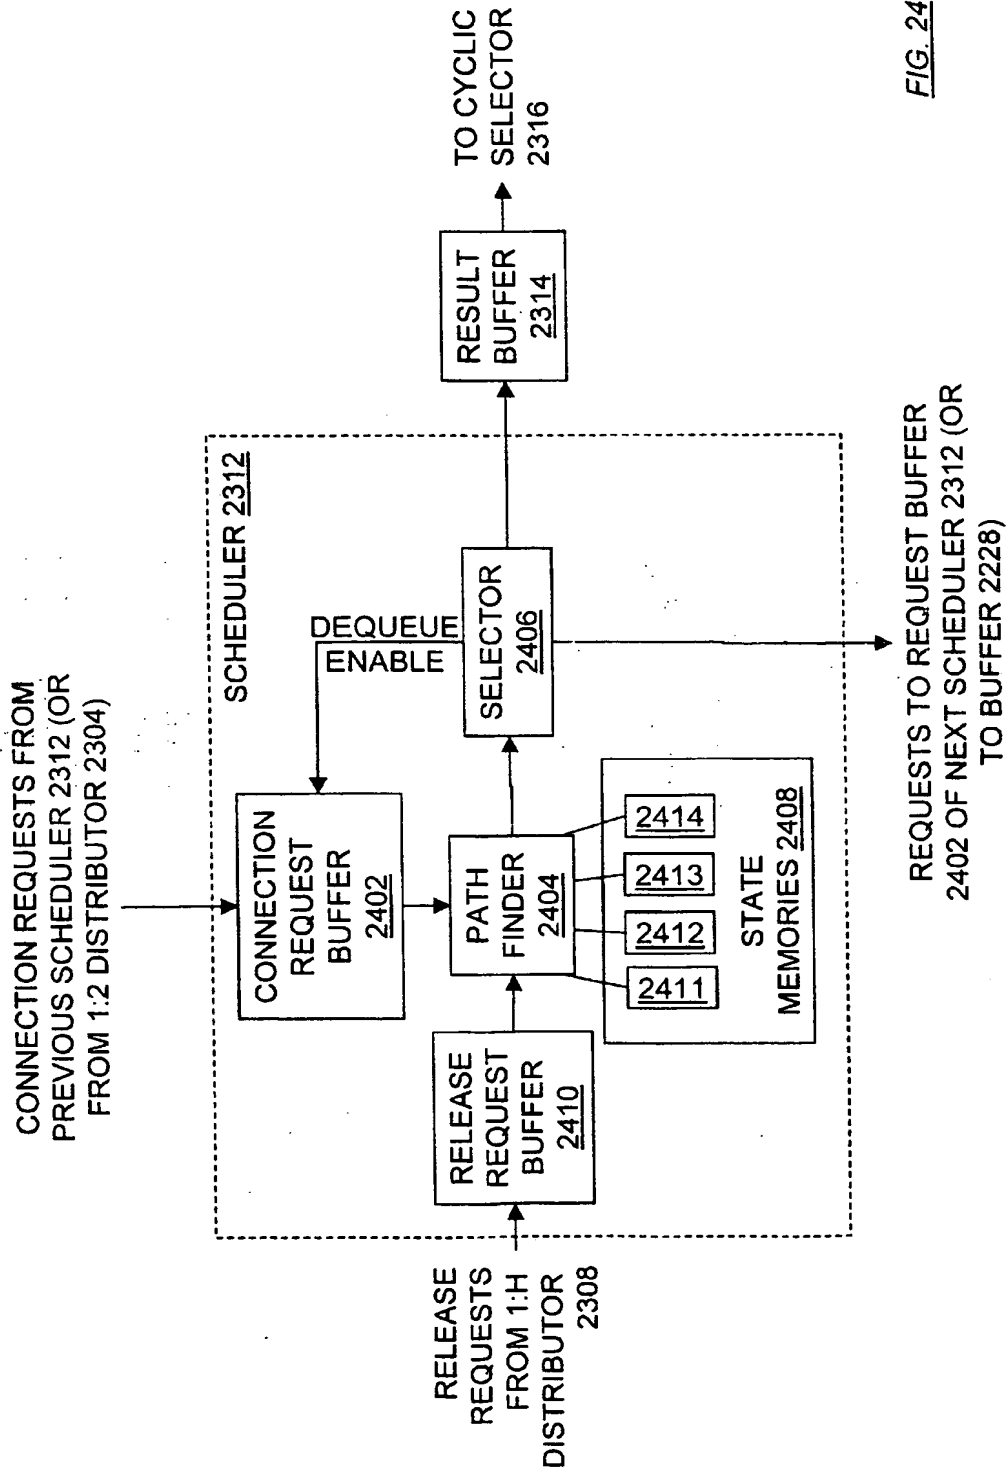 CONNECTION REQUESTS FROM
PREVIOUS SCHEDULER 2312 (OR
FROM 1:2 DISTRIBUTOR 2304)
SCHEDULER 2312
CONNECTION
REQUEST
BUFFER
2402
DEQUEUE
ENABLE
RELEASE
REQUESTS
FROM 1:H
DISTRIBUTOR
2308
RELEASE
REQUEST
BUFFER
2410
PATH
FINDER
2404
SELECTOR
2406
RESULT
BUFFER
2314
TO CYCLIC
SELECTOR
2316
2411
2412
2413
2414
STATE
MEMORIES 2408
REQUESTS TO REQUEST BUFFER
2402 OF NEXT SCHEDULER 2312 (OR
TO BUFFER 2228)
FIG. 24